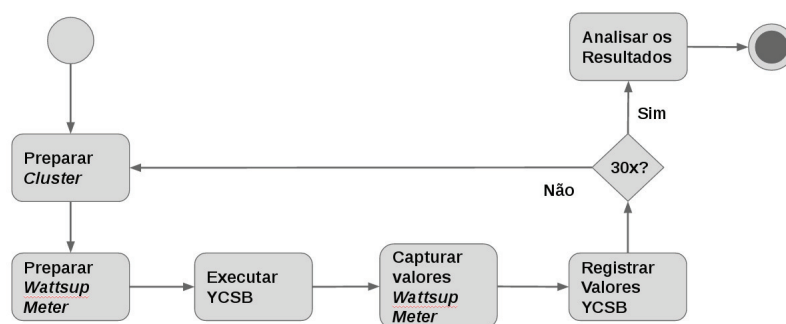 Analisar os
Resultados
Sim
30x?
Não
Preparar
Cluster
Preparar
Wattsup
Meter
Executar
YCSB
Capturar
valores
Wattsup
Meter
Registrar
Valores
YCSB